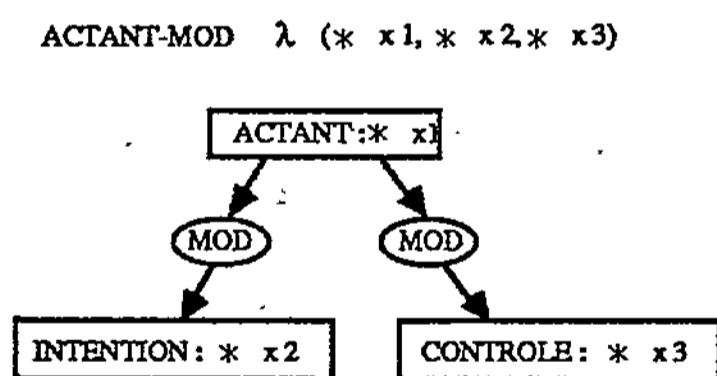 ACTANT-MOD λ (* x1, * x2,* x3)
ACTANT:* x1
MOD MOD
INTENTION: * x2 CONTROLE: * x3